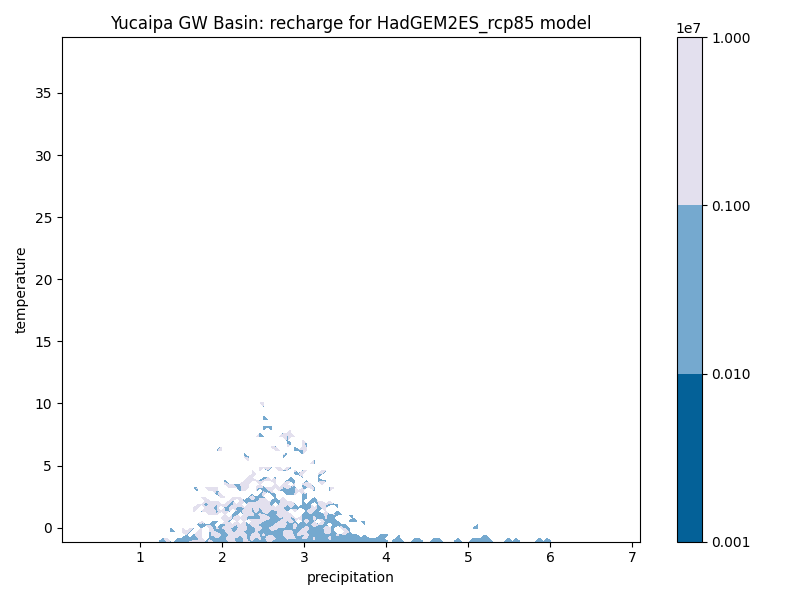 Yucaipa GW Basin: recharge for HadGEM2ES_rcp85 model
1e7
1.000
0.100
0.010
0.001
35
30
25
20
15
10
5
0
temperature
1 2 3 4 5 6 7
precipitation